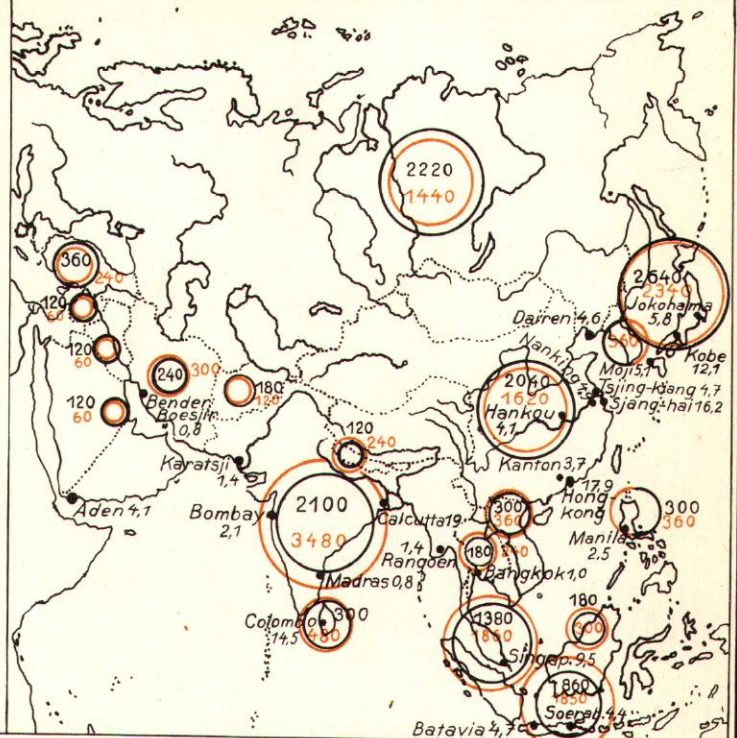 2220
1440
360
240
120
60
120
60
120
60
240
300
180
120
Bender
Boesjir
0,8
Karatsji
1,4
Aden 4,1
120
240
Bombay
2,1
2100
3480
Calcutta 19
Madras 0,8
Colombo
14,5
300
480
2640
2340
Jokohama
5,8
Darren 4,6
Nanking
4,9
360
Moji 5,1
Kobe
12,1
2040
1620
Hankou
4,1
Tsjing-kiang 4,7
Sjang-hai 16,2
Kanton 3,7
17,9
Hong-
kong
300
360
Manila
2,5
300
360
1,4
Rangoen
180
240
Bangkok 1,0
1380
1860
Singap. 9,5
180
300
1860
1850
Soerab. 4,4
Batavia 4,7